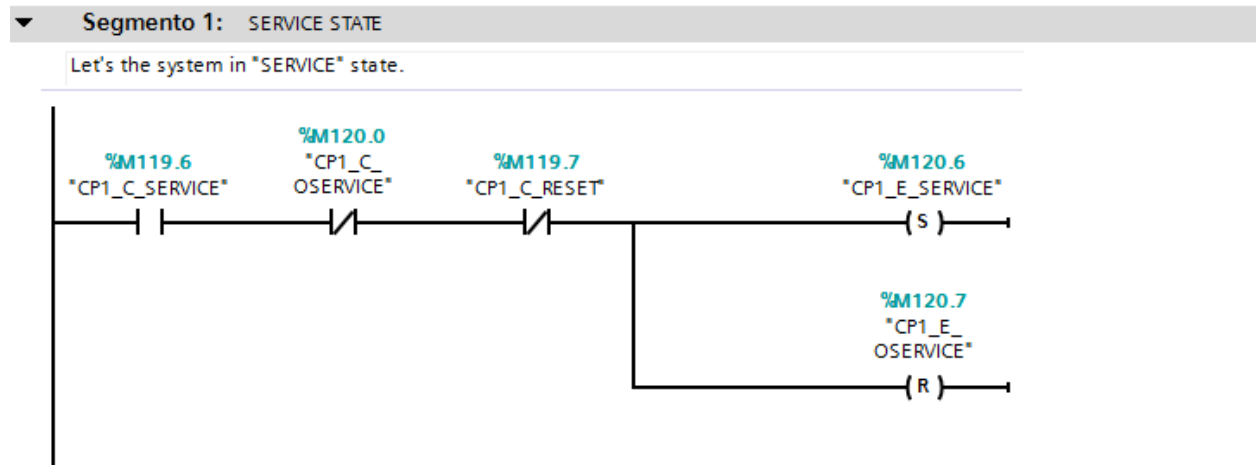 Segmento 1: SERVICE STATE
Let's the system in "SERVICE" state.
%M119.6
"CP1_C_SERVICE"
%M120.0
"CP1_C_
OSERVICE"
%M119.7
"CP1_C_RESET"
%M120.6
"CP1_E_SERVICE"
S
%M120.7
"CP1_E_
OSERVICE"
R